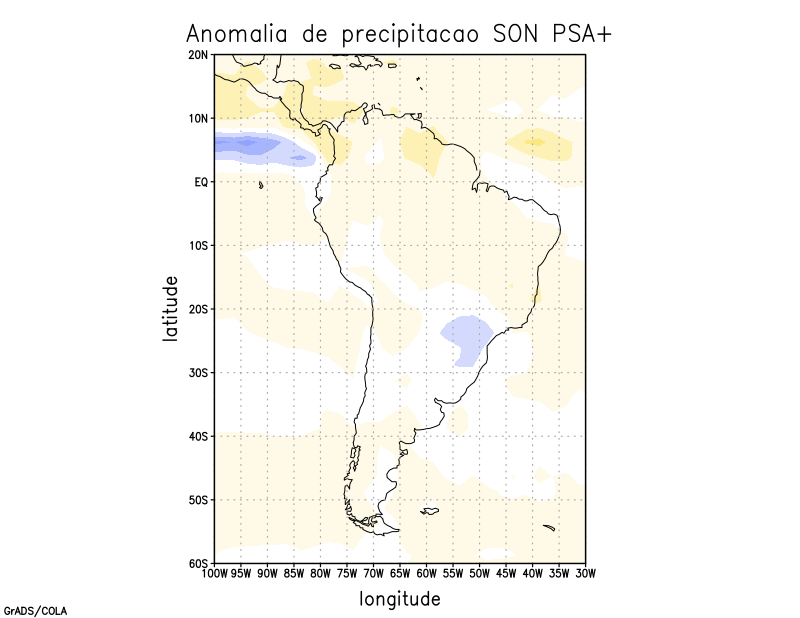 Anomalia de precipitacao SON PSA+
20N
10N
EQ
10S
20S
30S
40S
50S
60S
latitude
100W 95W 90W 85W 80W 75W 70W 65W 60W 55W 50W 45W 40W 35W 30W
longitude
GrADS/COLA